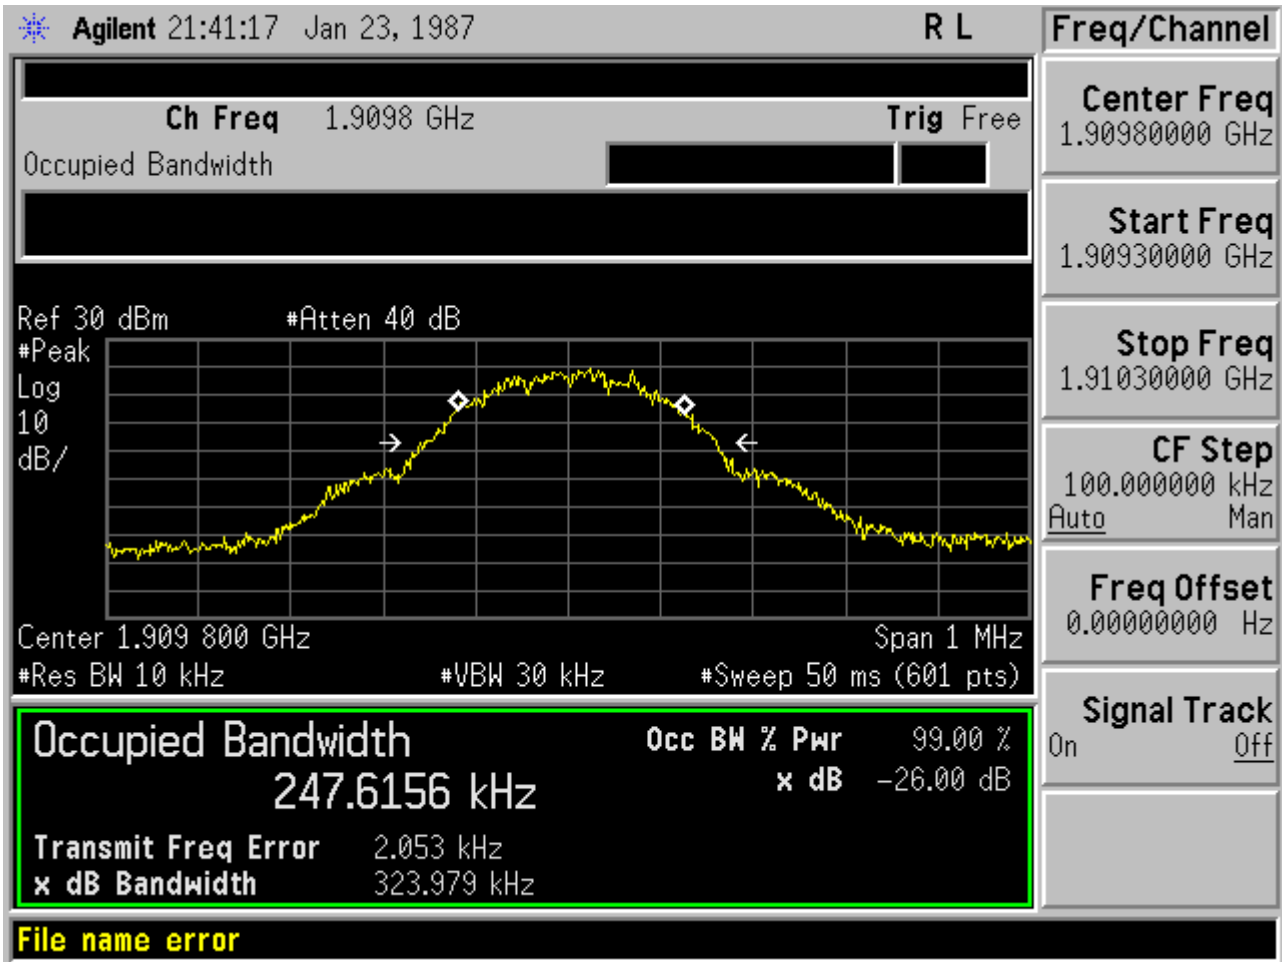 Agilent 21:41:17 Jan 23, 1987 R L
Freq/Channel
Ch Freq 1.9098 GHz Trig Free
Occupied Bandwidth
Center Freq
1.90980000 GHz
Start Freq
1.90930000 GHz
Stop Freq
1.91030000 GHz
CF Step
100.000000 kHz
Auto Man
Freq Offset
0.00000000 Hz
Signal Track
On Off
Ref 30 dBm #Atten 40 dB
#Peak
Log
10
dB/
Center 1.909 800 GHz Span 1 MHz
#Res BW 10 kHz #VBW 30 kHz #Sweep 50 ms (601 pts)
Occupied Bandwidth
247.6156 kHz
Occ BW % Pwr 99.00 %
x dB -26.00 dB
Transmit Freq Error 2.053 kHz
x dB Bandwidth 323.979 kHz
File name error